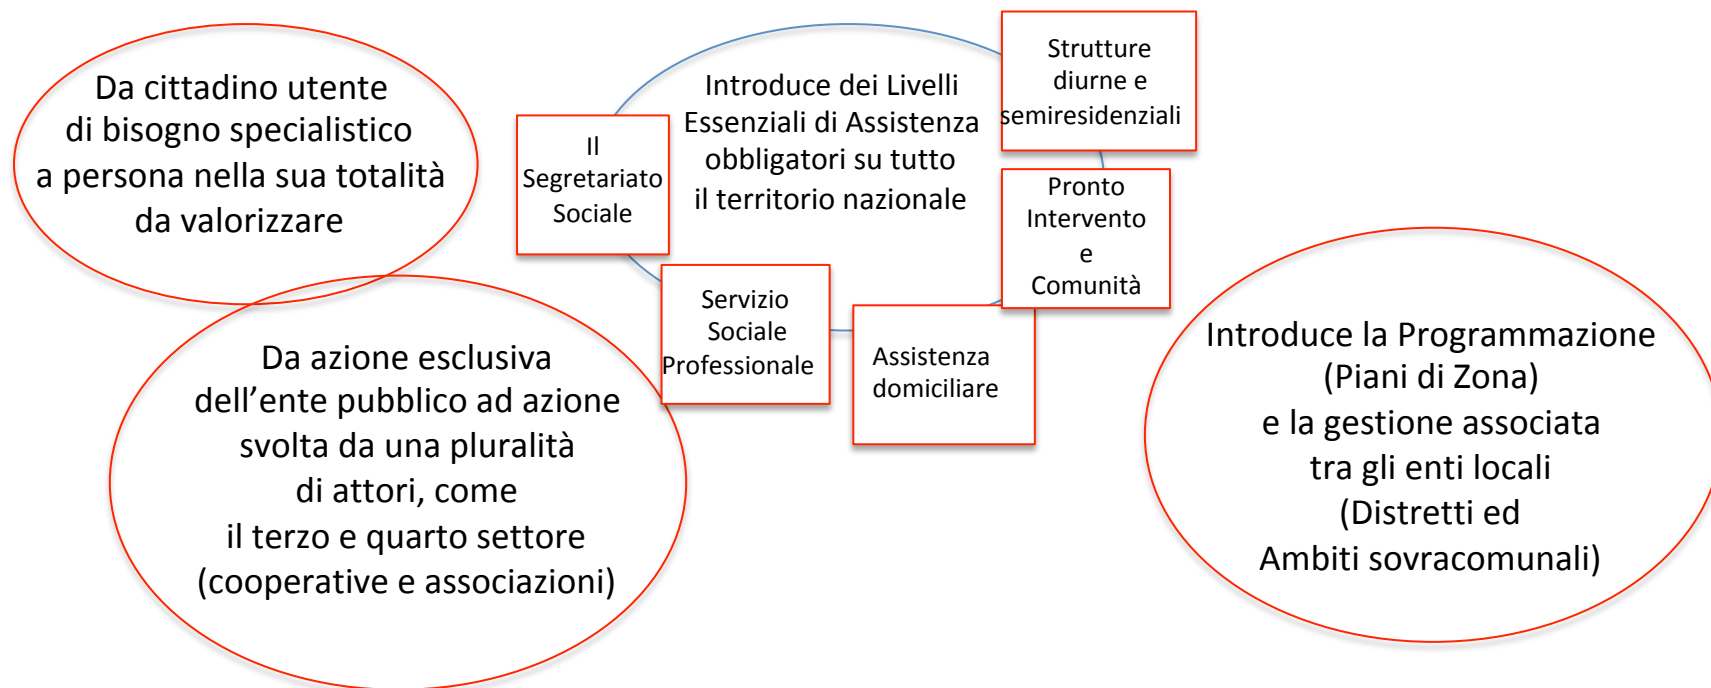 Da cittadino utente
di bisogno specialistico
a persona nella sua totalità
da valorizzare
Introduce dei Livelli
Essenziali di Assistenza
obbligatori su tutto
il territorio nazionale
Il
Segretariato
Sociale
Servizio
Sociale
Professionale
Assistenza
domiciliare
Pronto
Intervento
e
Comunità
Strutture
diurne e
semiresidenziali
Da azione esclusiva
dell’ente pubblico ad azione
svolta da una pluralità
di attori, come
il terzo e quarto settore
(cooperative e associazioni)
Introduce la Programmazione
(Piani di Zona)
e la gestione associata
tra gli enti locali
(Distretti ed
Ambiti sovracomunali)